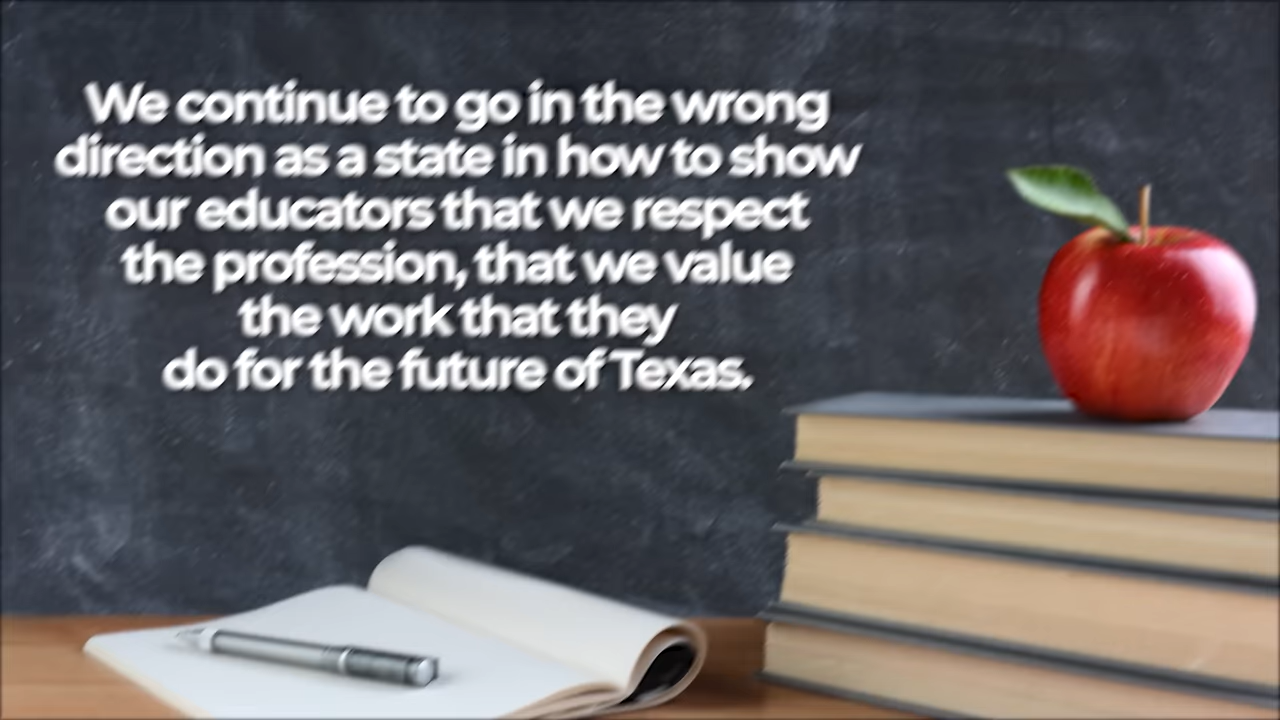 We continue to go in the wrong
direction as a state in how to show
our educators that we respect
the profession, that we value
the work that they
do for the future of Texas.